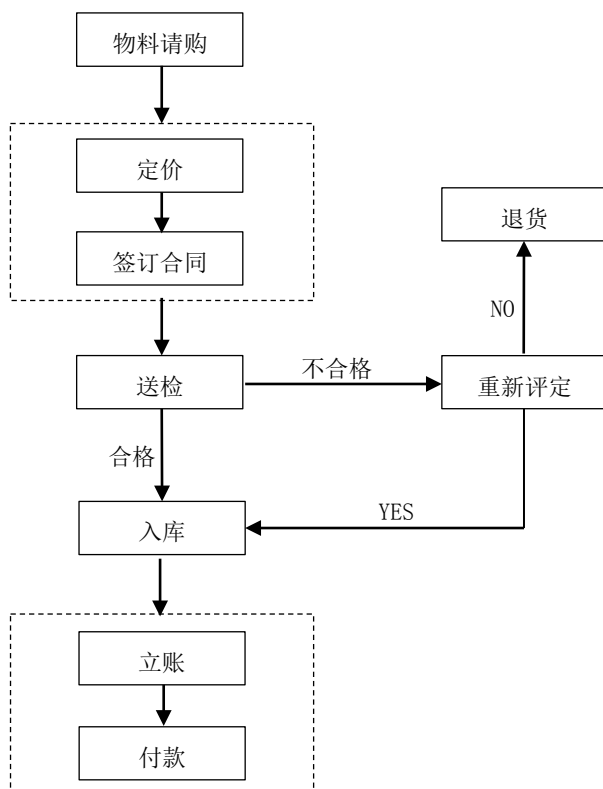 物料请购
定价
退货
签订合同
NO
不合格
送检
重新评定
合格
YES
入库
立账
付款